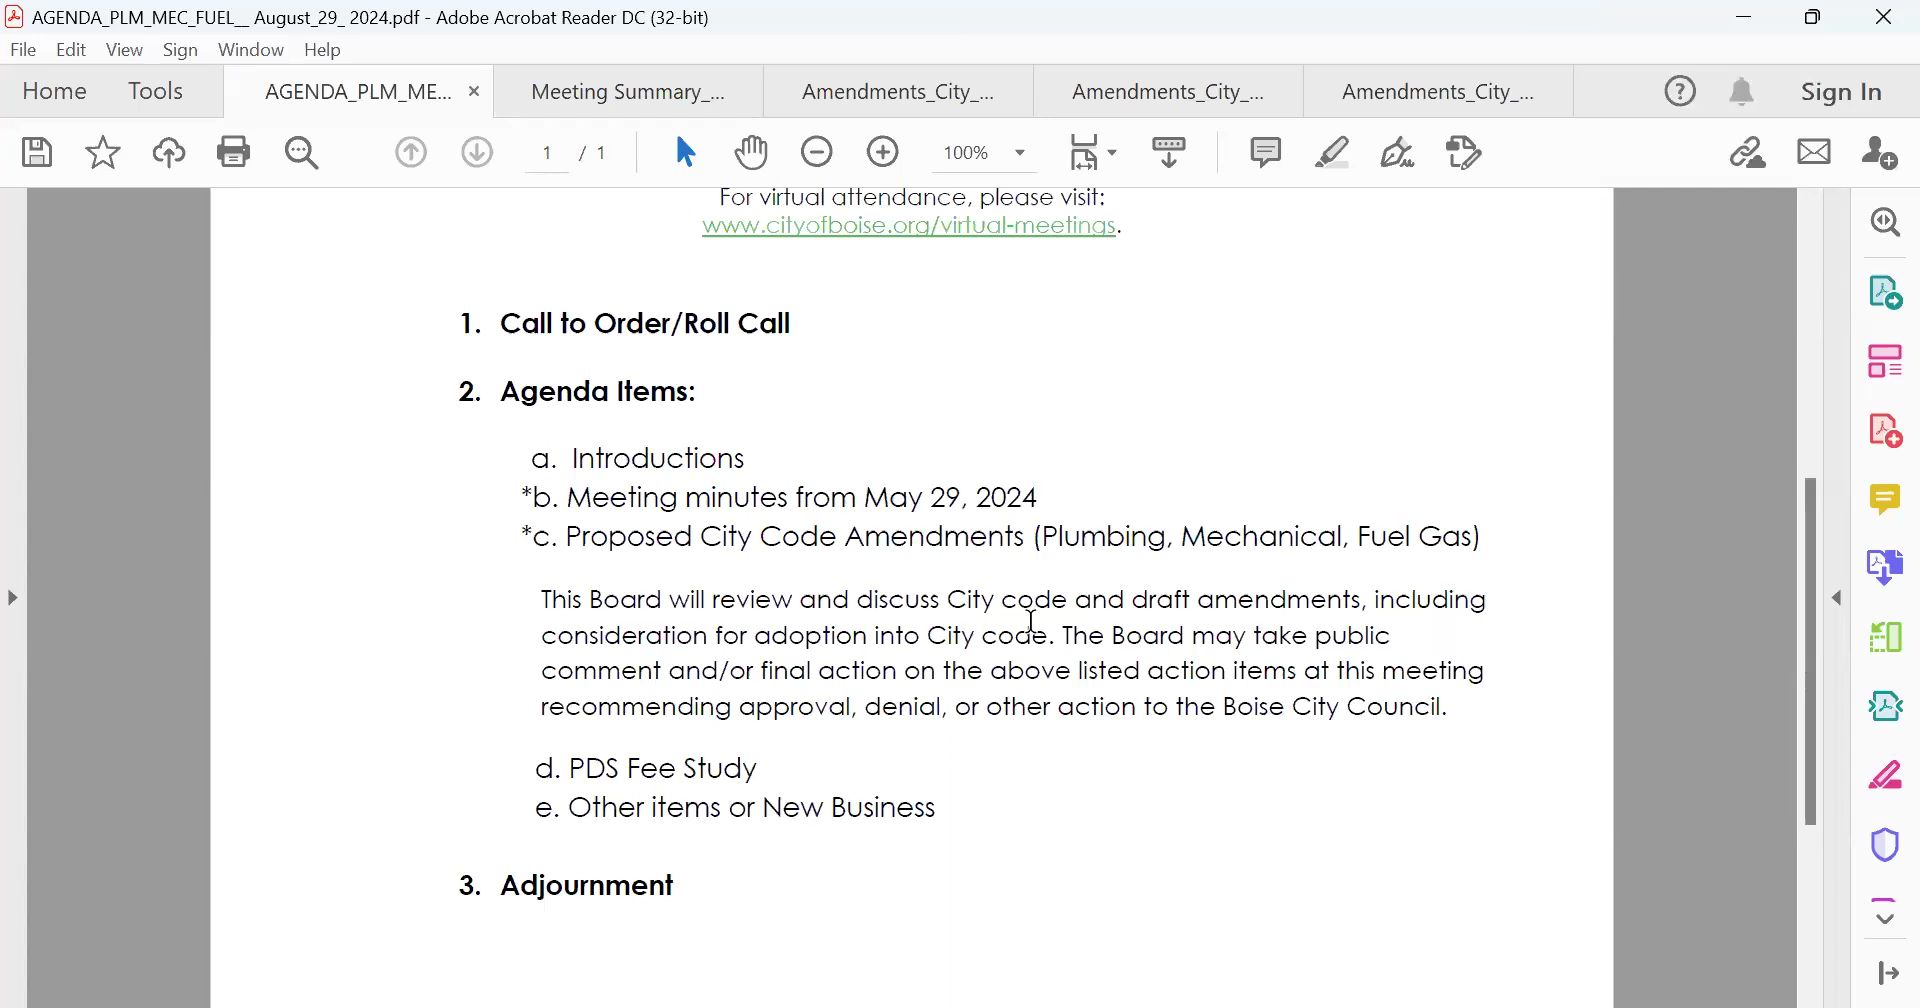 AGENDA_PLM_MEC_FUEL__ August_29_ 2024.pdf - Adobe Acrobat Reader DC (32-bit)
File Edit View Sign Window Help
Home Tools AGENDA_PLM_ME... × Meeting Summary_... Amendments_City_... Amendments_City_... Amendments_City_... Sign In
1 / 1 100%
For virtual attendance, please visit:
www.cityofboise.org/virtual-meetings.
1. Call to Order/Roll Call
2. Agenda Items:
a. Introductions
*b. Meeting minutes from May 29, 2024
*c. Proposed City Code Amendments (Plumbing, Mechanical, Fuel Gas)
This Board will review and discuss City code and draft amendments, including
consideration for adoption into City code. The Board may take public
comment and/or final action on the above listed action items at this meeting
recommending approval, denial, or other action to the Boise City Council.
d. PDS Fee Study
e. Other items or New Business
3. Adjournment